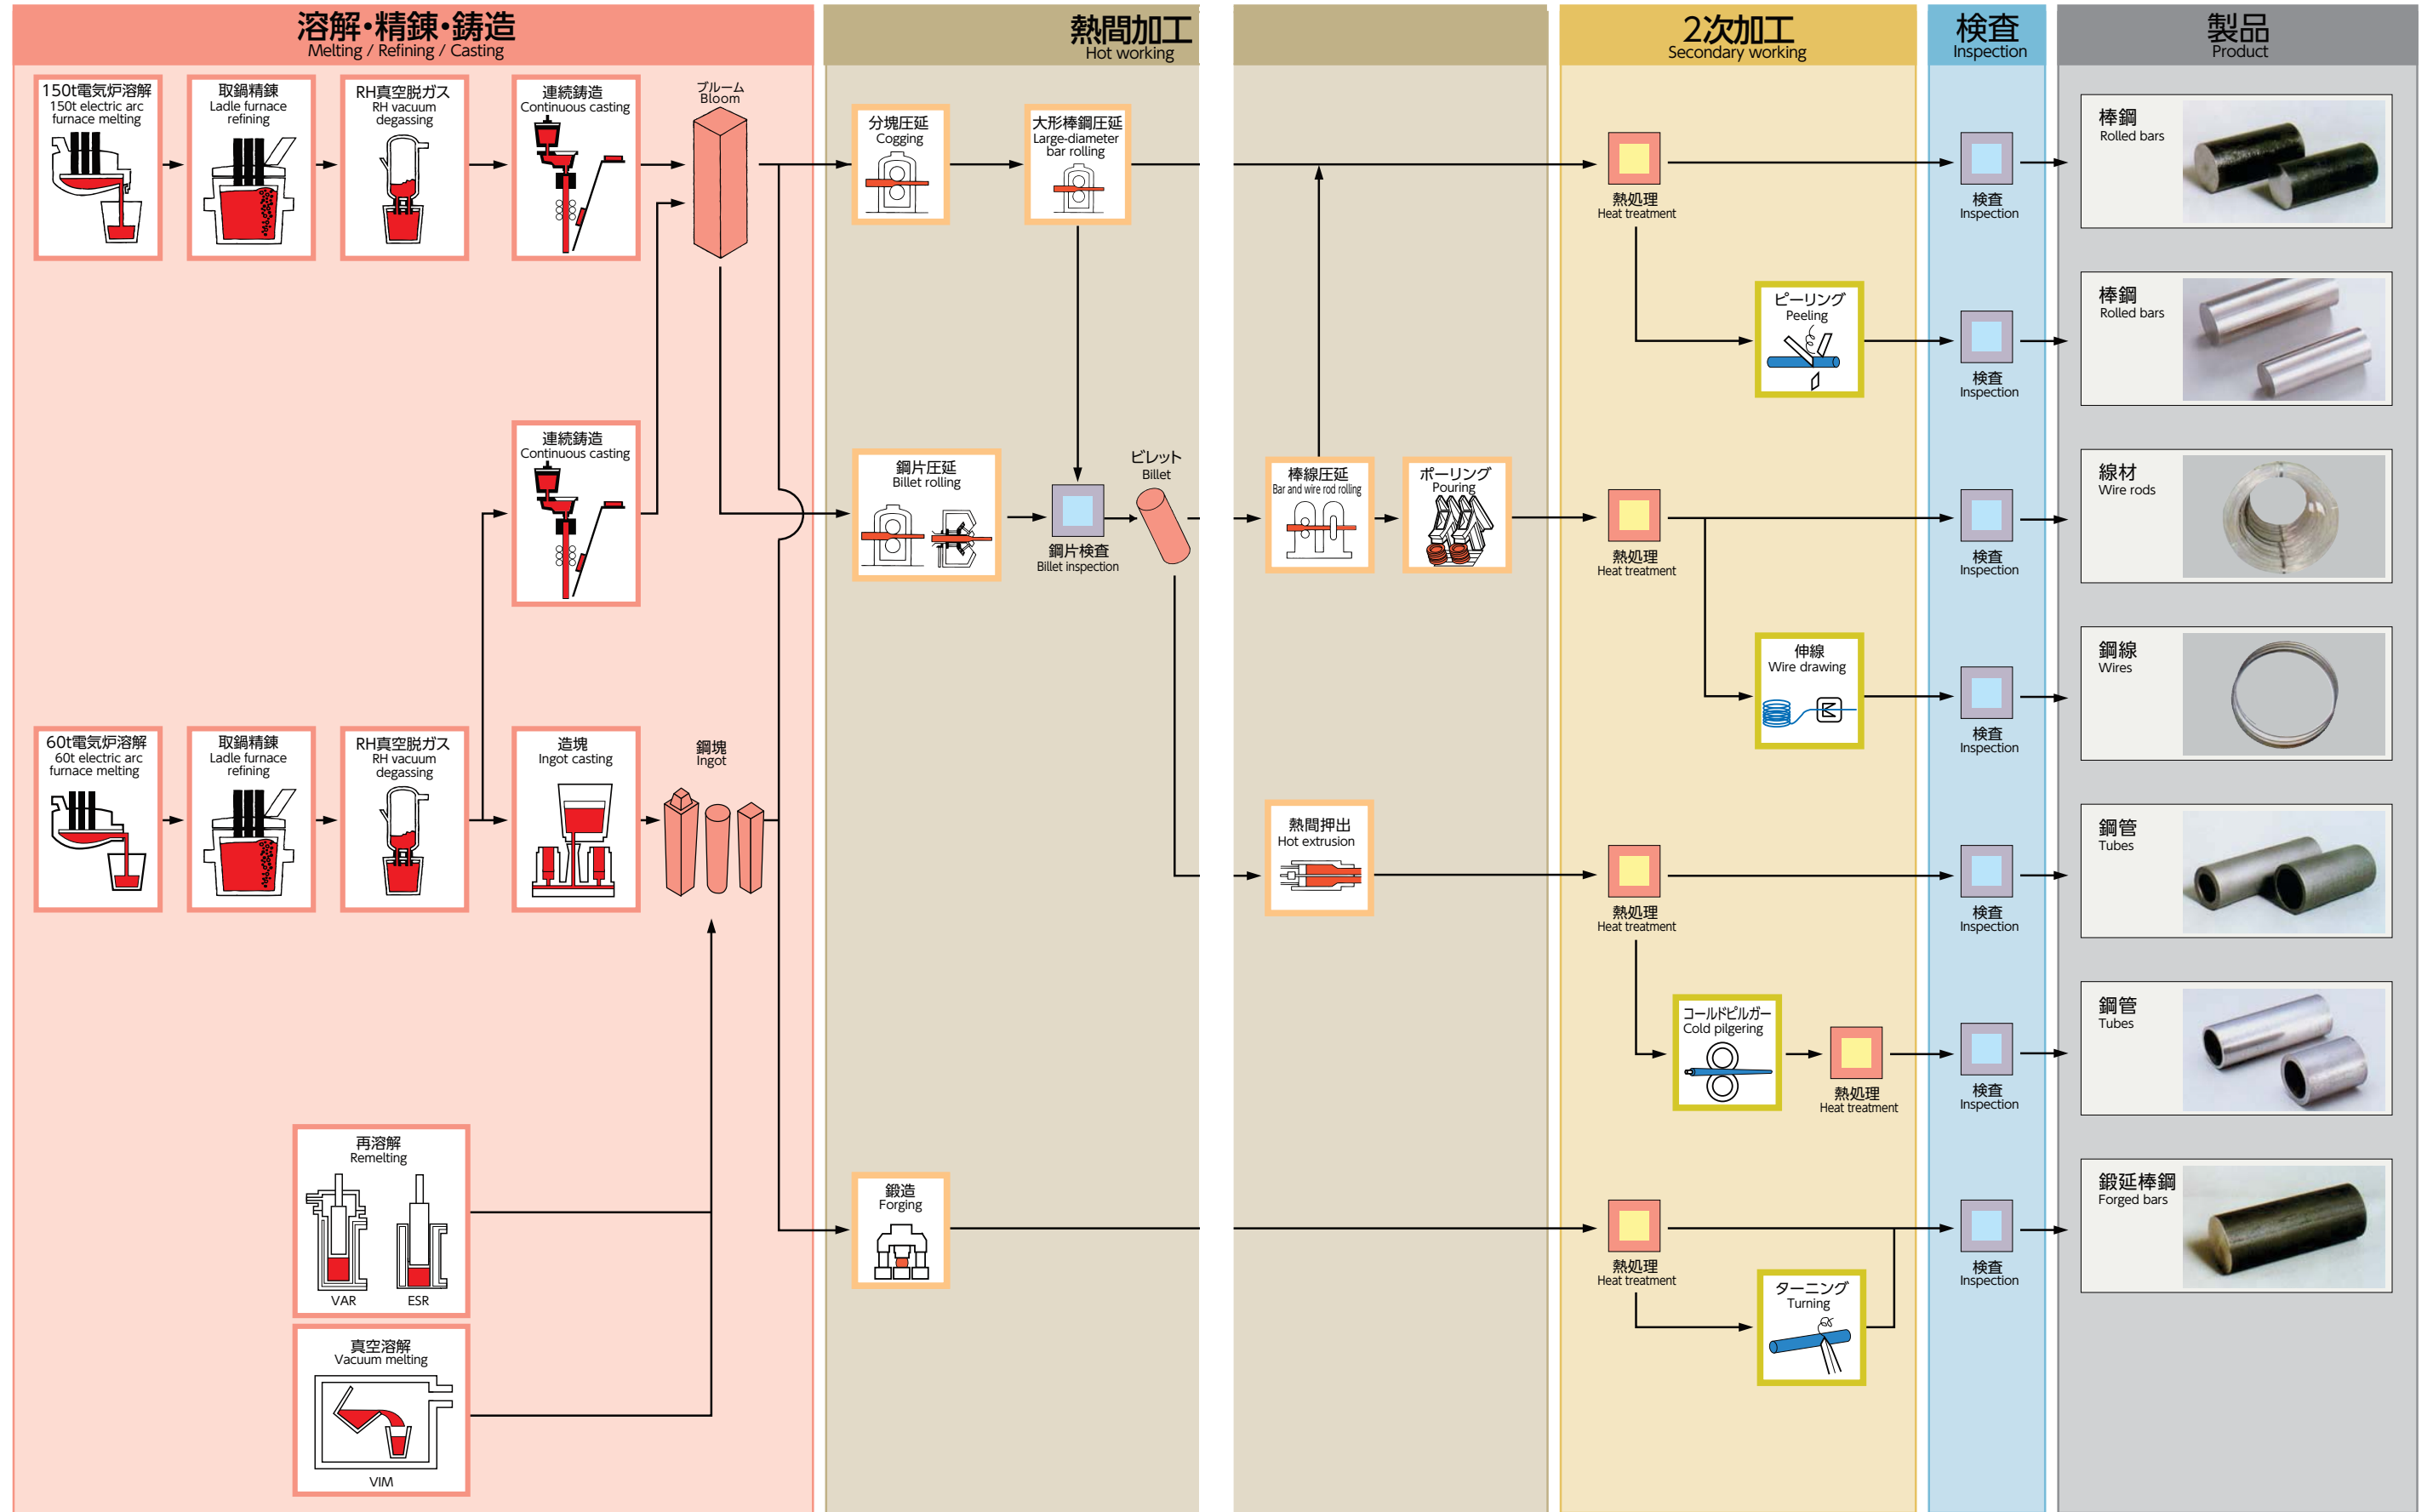 溶解・精錬・鋳造
Melting / Refining / Casting
熱間加工
Hot working
2次加工
Secondary working
検査
Inspection
製品
Product
150t電気炉溶解
150t electric arc
furnace melting
取鍋精錬
Ladle furnace
refining
RH真空脱ガス
RH vacuum
degassing
連続鋳造
Continuous casting
ブルーム
Bloom
分塊圧延
Cogging
大形棒鋼圧延
Large-diameter
bar rolling
熱処理
Heat treatment
検査
Inspection
棒鋼
Rolled bars
ピーリング
Peeling
検査
Inspection
棒鋼
Rolled bars
連続鋳造
Continuous casting
鋼片圧延
Billet rolling
鋼片検査
Billet inspection
ビレット
Billet
棒線圧延
Bar and wire rod rolling
ポーリング
Pouring
熱処理
Heat treatment
検査
Inspection
線材
Wire rods
伸線
Wire drawing
検査
Inspection
鋼線
Wires
60t電気炉溶解
60t electric arc
furnace melting
取鍋精錬
Ladle furnace
refining
RH真空脱ガス
RH vacuum
degassing
造塊
Ingot casting
鋼塊
Ingot
熱間押出
Hot extrusion
熱処理
Heat treatment
検査
Inspection
鋼管
Tubes
コールドピルガー
Cold pilgering
熱処理
Heat treatment
検査
Inspection
鋼管
Tubes
再溶解
Remelting
VAR
ESR
鍛造
Forging
熱処理
Heat treatment
検査
Inspection
鍛延棒鋼
Forged bars
ターニング
Turning
真空溶解
Vacuum melting
VIM